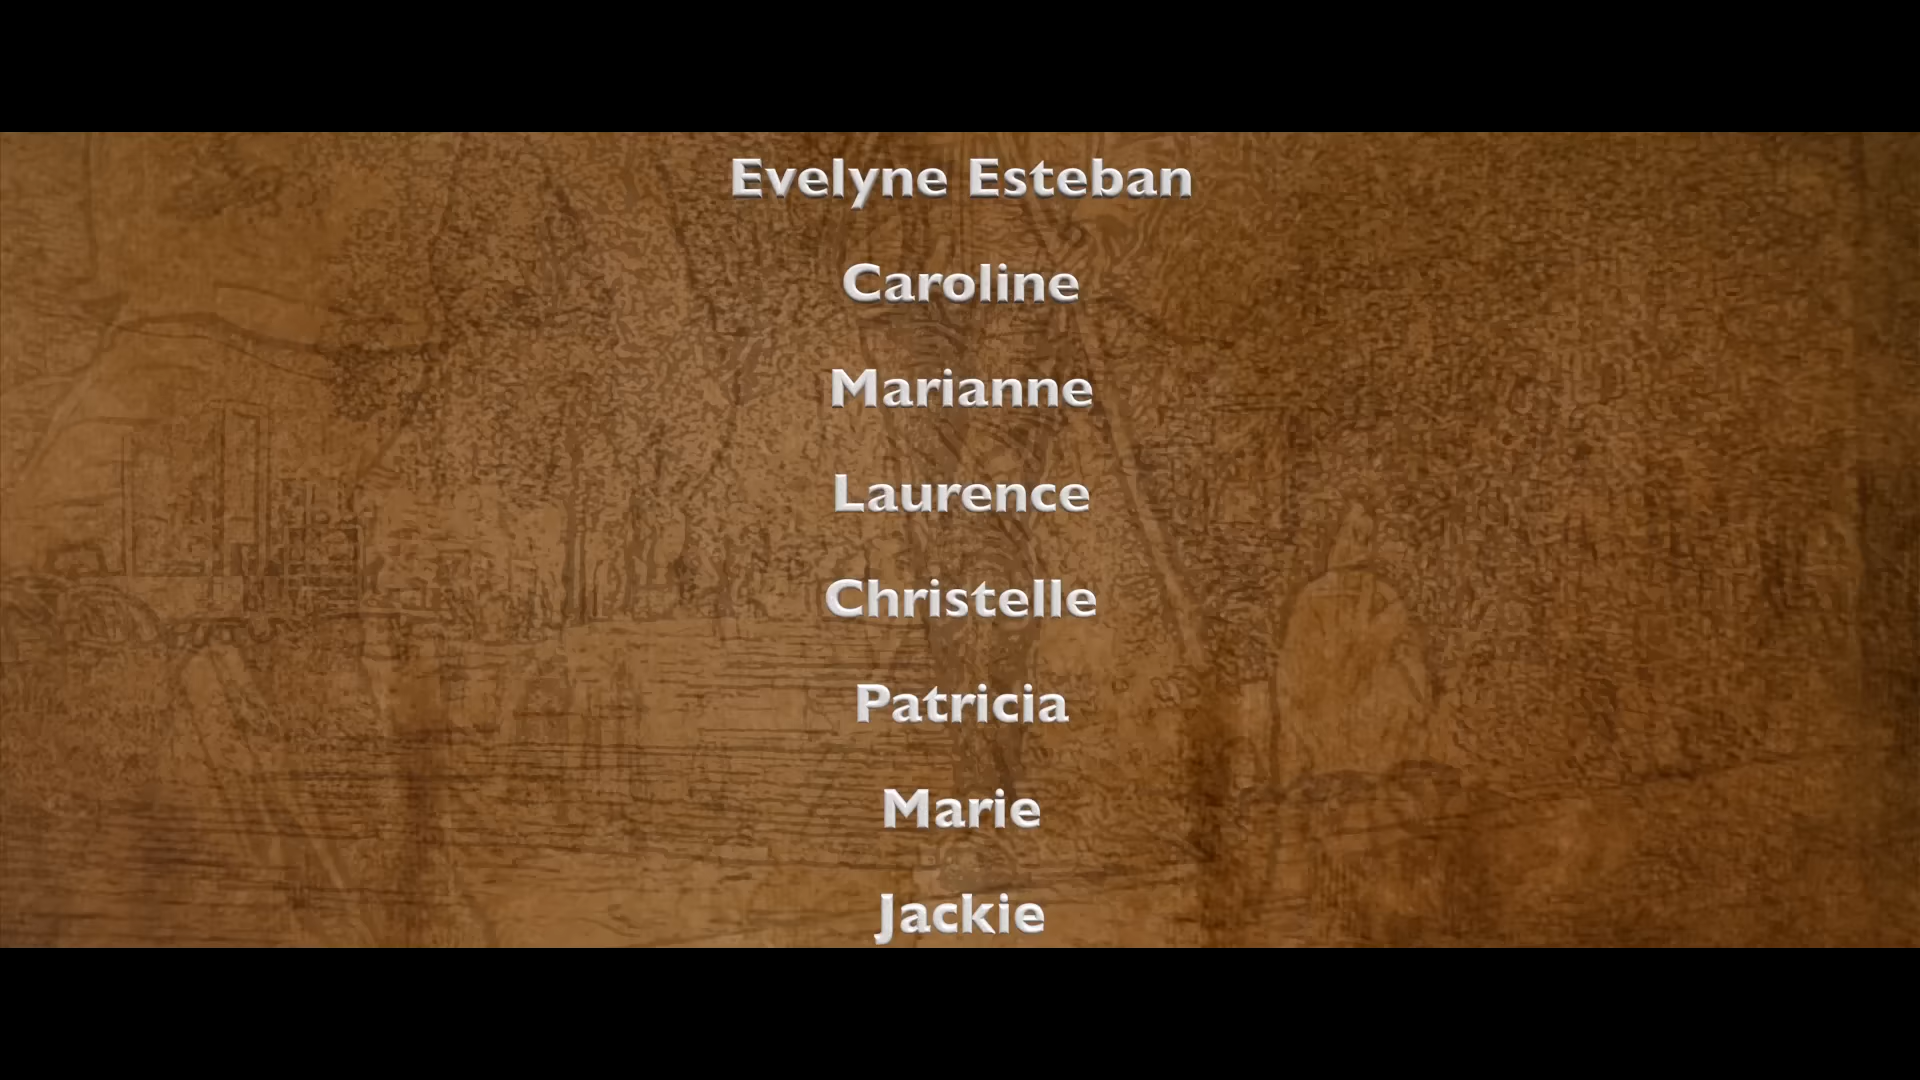 Evelyne Esteban
Caroline
Marianne
Laurence
Christelle
Patricia
Marie
Jackie